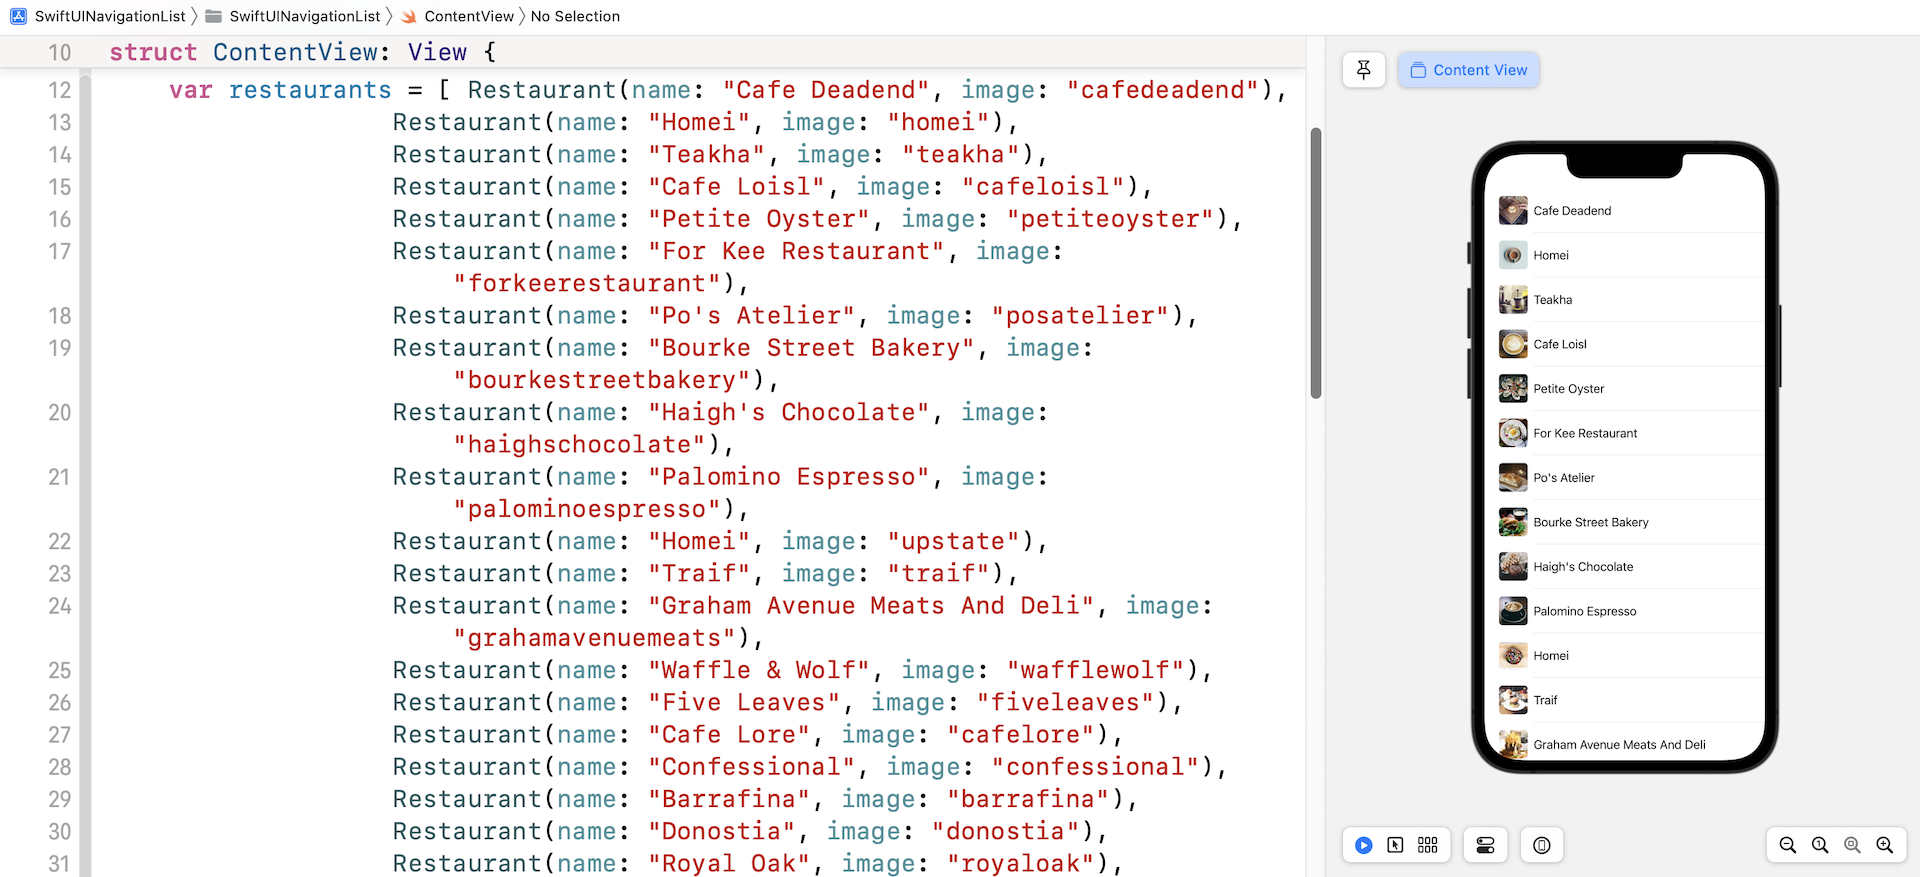 SwiftUINavigationList 〉 SwiftUINavigationList 〉 ContentView 〉 No Selection
10 struct ContentView: View {
12 var restaurants = [ Restaurant(name: "Cafe Deadend", image: "cafedeadend"),
13 Restaurant(name: "Homei", image: "homei"),
14 Restaurant(name: "Teakha", image: "teakha"),
15 Restaurant(name: "Cafe Loisl", image: "cafeloisl"),
16 Restaurant(name: "Petite Oyster", image: "petiteoyster"),
17 Restaurant(name: "For Kee Restaurant", image:
"forkeerestaurant"),
18 Restaurant(name: "Po's Atelier", image: "posatelier"),
19 Restaurant(name: "Bourke Street Bakery", image:
"bourkestreetbakery"),
20 Restaurant(name: "Haigh's Chocolate", image:
"haighschocolate"),
21 Restaurant(name: "Palomino Espresso", image:
"palominoespresso"),
22 Restaurant(name: "Homei", image: "upstate"),
23 Restaurant(name: "Traif", image: "traif"),
24 Restaurant(name: "Graham Avenue Meats And Deli", image:
"grahamavenuemeats"),
25 Restaurant(name: "Waffle & Wolf", image: "wafflewolf"),
26 Restaurant(name: "Five Leaves", image: "fiveleaves"),
27 Restaurant(name: "Cafe Lore", image: "cafelore"),
28 Restaurant(name: "Confessional", image: "confessional"),
29 Restaurant(name: "Barrafina", image: "barrafina"),
30 Restaurant(name: "Donostia", image: "donostia"),
31 Restaurant(name: "Royal Oak", image: "royaloak"),
Content View
Cafe Deadend
Homei
Teakha
Cafe Loisl
Petite Oyster
For Kee Restaurant
Po's Atelier
Bourke Street Bakery
Haigh's Chocolate
Palomino Espresso
Homei
Traif
Graham Avenue Meats And Deli